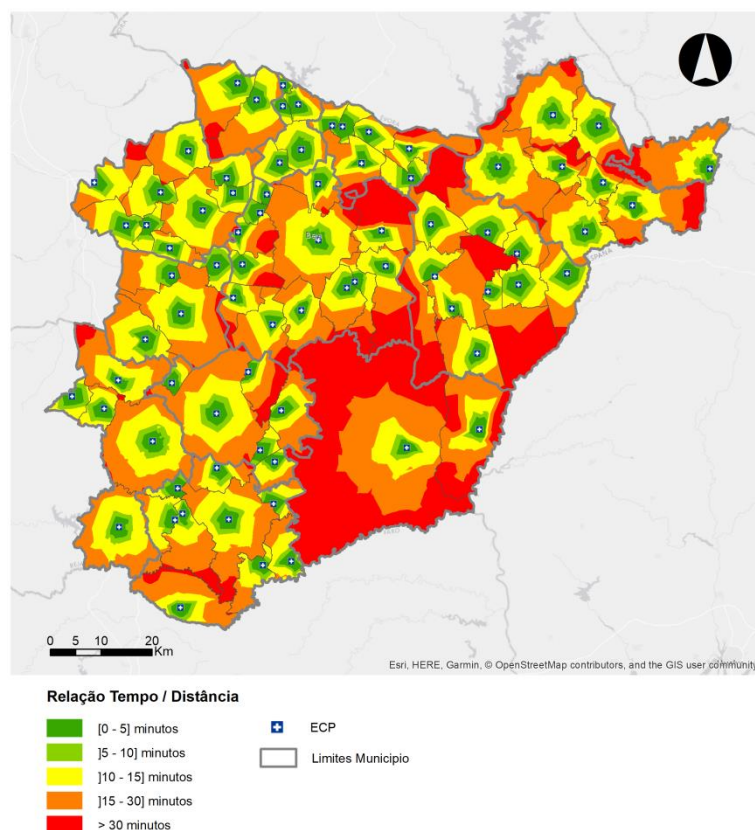 0 5 10 20
Km
Esri, HERE, Garmin, © OpenStreetMap contributors, and the GIS user community
Relação Tempo / Distância
[0 - 5] minutos
]5 - 10] minutos
]10 - 15] minutos
]15 - 30] minutos
> 30 minutos
ECP
Limites Municipio